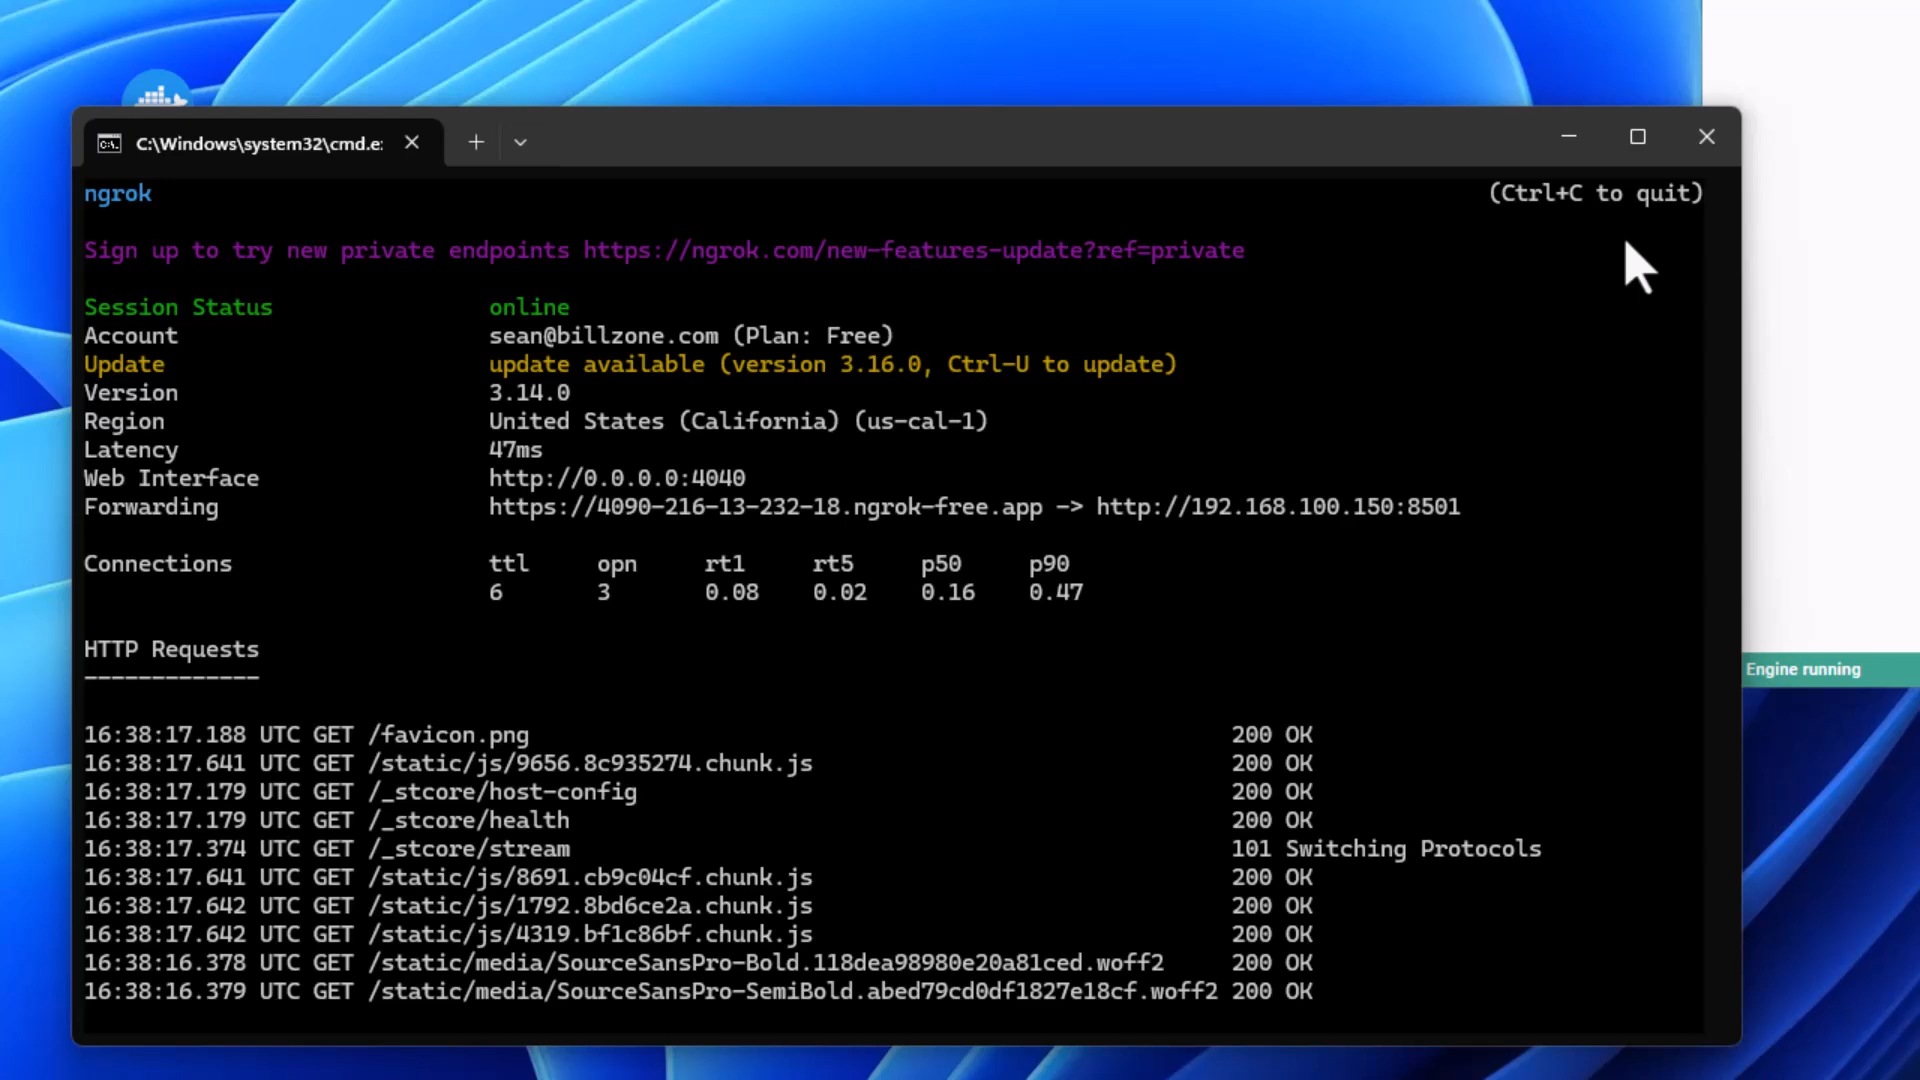 C:\Windows\system32\cmd.e:
ngrok (Ctrl+C to quit)
Sign up to try new private endpoints https://ngrok.com/new-features-update?ref=private
Session Status online
Account sean@billzone.com (Plan: Free)
Update update available (version 3.16.0, Ctrl-U to update)
Version 3.14.0
Region United States (California) (us-cal-1)
Latency 47ms
Web Interface http://0.0.0.0:4040
Forwarding https://4090-216-13-232-18.ngrok-free.app -> http://192.168.100.150:8501
Connections ttl opn rt1 rt5 p50 p90
6 3 0.08 0.02 0.16 0.47
HTTP Requests
-------------
Engine running
16:38:17.188 UTC GET /favicon.png 200 OK
16:38:17.641 UTC GET /static/js/9656.8c935274.chunk.js 200 OK
16:38:17.179 UTC GET /_stcore/host-config 200 OK
16:38:17.179 UTC GET /_stcore/health 200 OK
16:38:17.374 UTC GET /_stcore/stream 101 Switching Protocols
16:38:17.641 UTC GET /static/js/8691.cb9c04cf.chunk.js 200 OK
16:38:17.642 UTC GET /static/js/1792.8bd6ce2a.chunk.js 200 OK
16:38:17.642 UTC GET /static/js/4319.bf1c86bf.chunk.js 200 OK
16:38:16.378 UTC GET /static/media/SourceSansPro-Bold.118dea98980e20a81ced.woff2 200 OK
16:38:16.379 UTC GET /static/media/SourceSansPro-SemiBold.abed79cd0df1827e18cf.woff2 200 OK